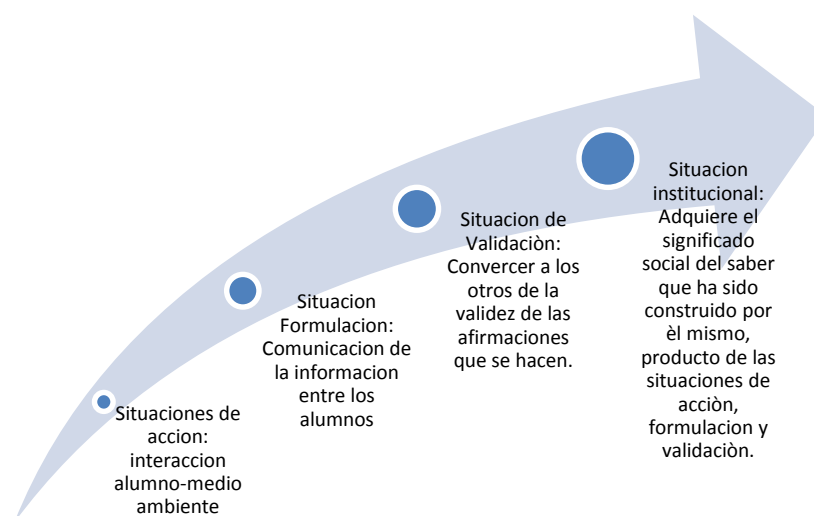 Situaciones de
accion:
interaccion
alumno-medio
ambiente
Situacion
Formulacion:
Comunicacion de
la informacion
entre los
alumnos
Situacion de
Validaciòn:
Convercer a los
otros de la
validez de las
afirmaciones
que se hacen.
Situacion
institucional:
Adquiere el
significado
social del saber
que ha sido
construido por
èl mismo,
producto de las
situaciones de
acciòn,
formulacion y
validaciòn.